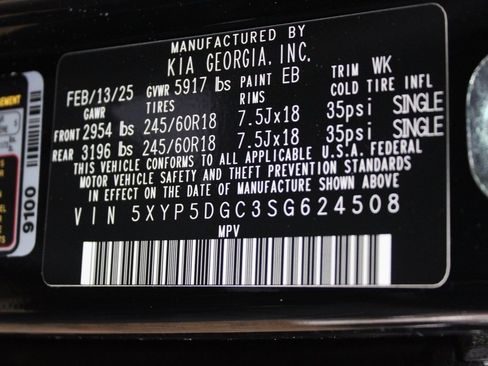 MANUFACTURED BY
KIA GEORGIA, INC.
FEB/13/25 GVWR 5917 lbs PAINT EB TRIM WK
GAWR TIRES RIMS COLD TIRE INFL
FRONT 2954 lbs 245/60R18 7.5Jx18 35psi SINGLE
REAR 3196 lbs 245/60R18 7.5Jx18 35psi SINGLE
THIS VEHICLE CONFORMS TO ALL APPLICABLE U.S.A. FEDERAL
MOTOR VEHICLE SAFETY AND THEFT PREVENTION STANDARDS
IN EFFECT ON THE DATE OF MANUFACTURE SHOWN ABOVE
VIN 5XYP5DGC3SG624508
MPV
9100